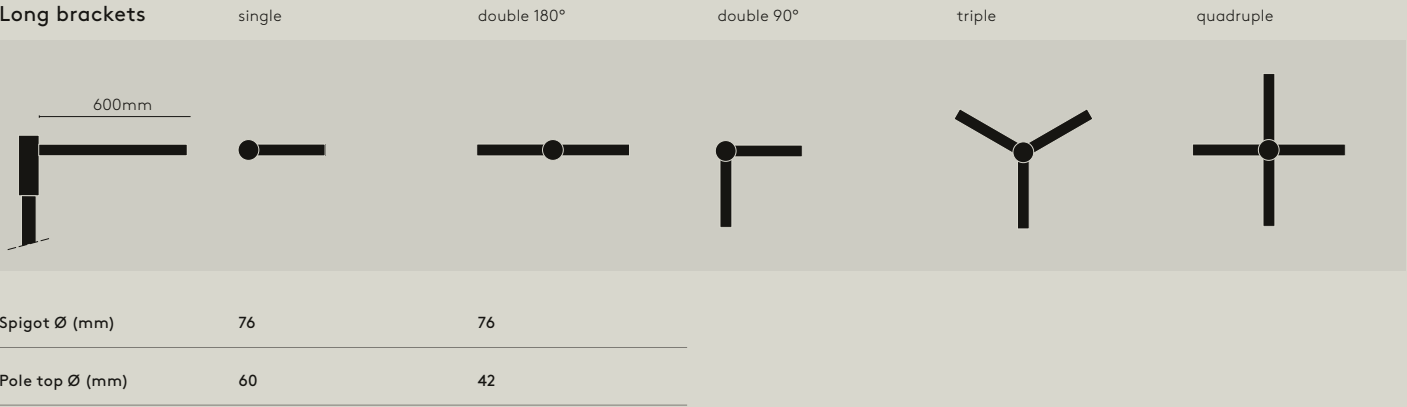 Long brackets single double 180° double 90° triple quadruple
600mm
Spigot Ø (mm) 76 76
Pole top Ø (mm) 60 42